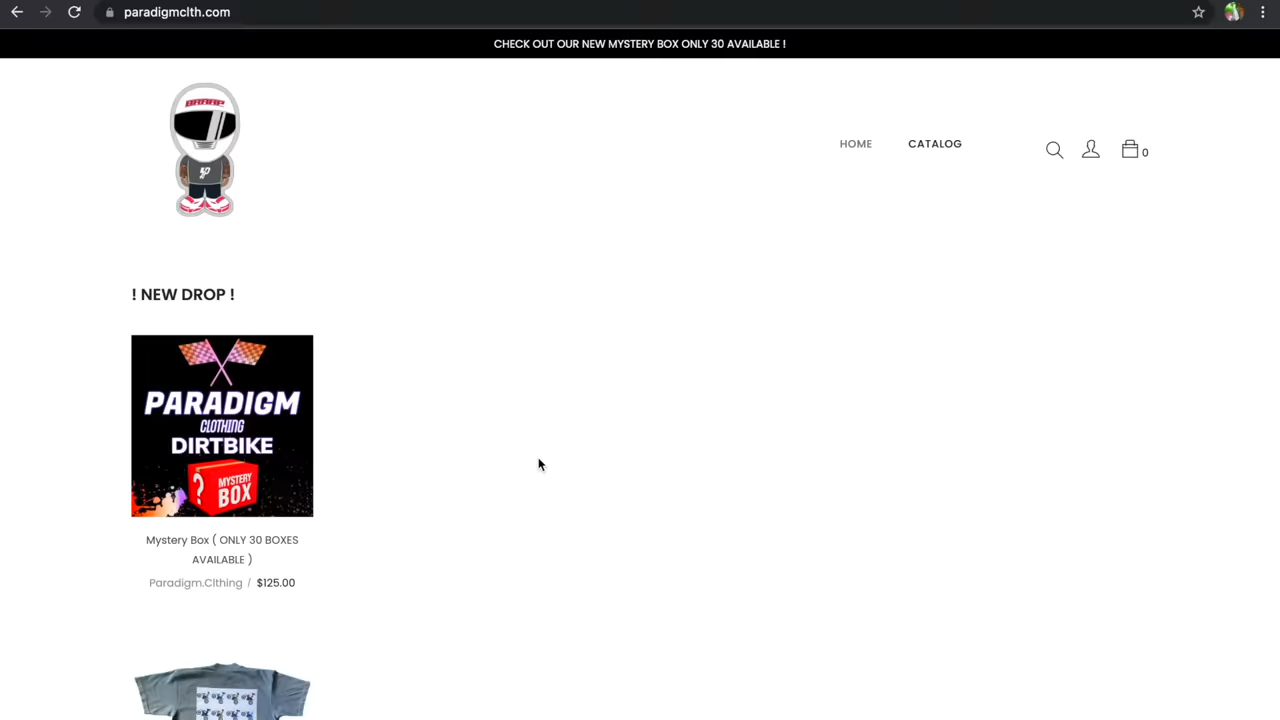 paradigmclth.com
CHECK OUT OUR NEW MYSTERY BOX ONLY 30 AVAILABLE !
BRAAP
HOME
CATALOG
0
! NEW DROP !
PARADIGM
CLOTHING
DIRTBIKE
?
MYSTERY
BOX
Mystery Box ( ONLY 30 BOXES
AVAILABLE )
Paradigm.Clthing / $125.00